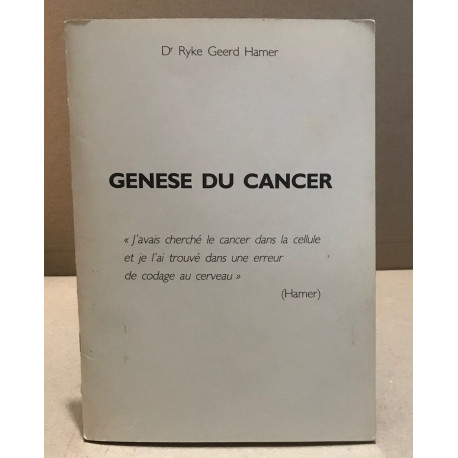 Dʳ Ryke Geerd Hamer
GENESE DU CANCER
« J'avais cherché le cancer dans la cellule
et je l'ai trouvé dans une erreur
de codage au cerveau »
(Hamer)